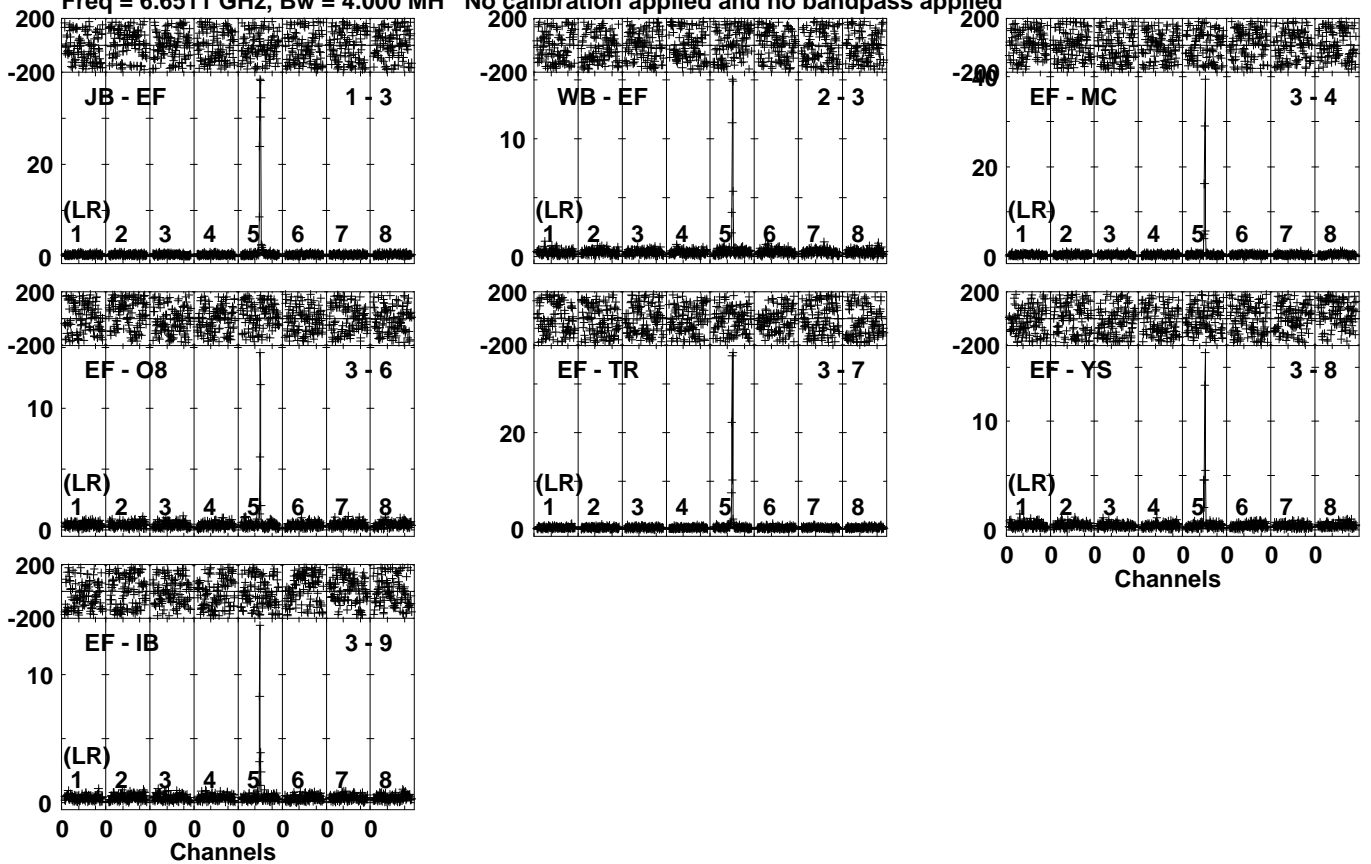 Freq = 6.6511 GHz, Bw = 4.000 MH No calibration applied and no bandpass applied
200
-200
JB - EF 1 - 3
20
(LR)
1 2 3 4 5 6 7 8
0
200
-200
WB - EF 2 - 3
10
(LR)
1 2 3 4 5 6 7 8
0
200
-200
40
EF - MC 3 - 4
20
(LR)
1 2 3 4 5 6 7 8
0
200
-200
EF - O8 3 - 6
10
(LR)
1 2 3 4 5 6 7 8
0
200
-200
EF - TR 3 - 7
20
(LR)
1 2 3 4 5 6 7 8
0
200
-200
EF - YS 3 - 8
10
(LR)
1 2 3 4 5 6 7 8
0
0 0 0 0 0 0 0 0
Channels
200
-200
EF - IB 3 - 9
10
(LR)
1 2 3 4 5 6 7 8
0
0 0 0 0 0 0 0 0
Channels